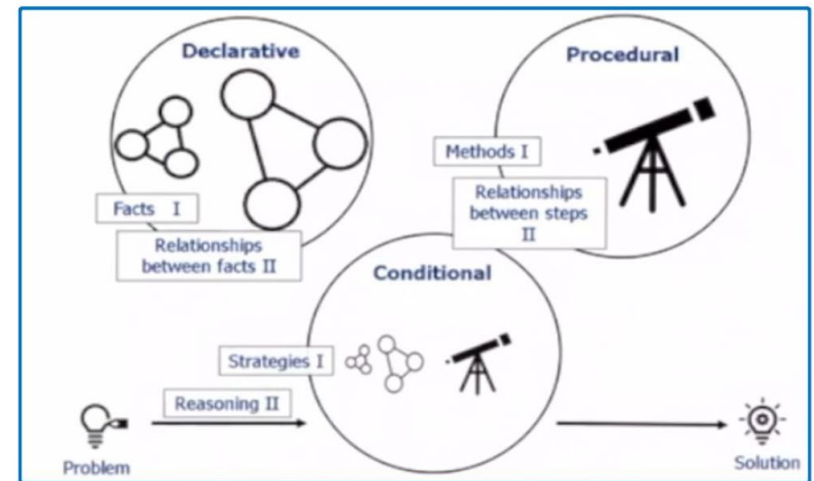 Declarative
Procedural
Methods I
Facts I
Relationships
between steps
II
Relationships
between facts II
Conditional
Strategies I
Reasoning II
Problem
Solution